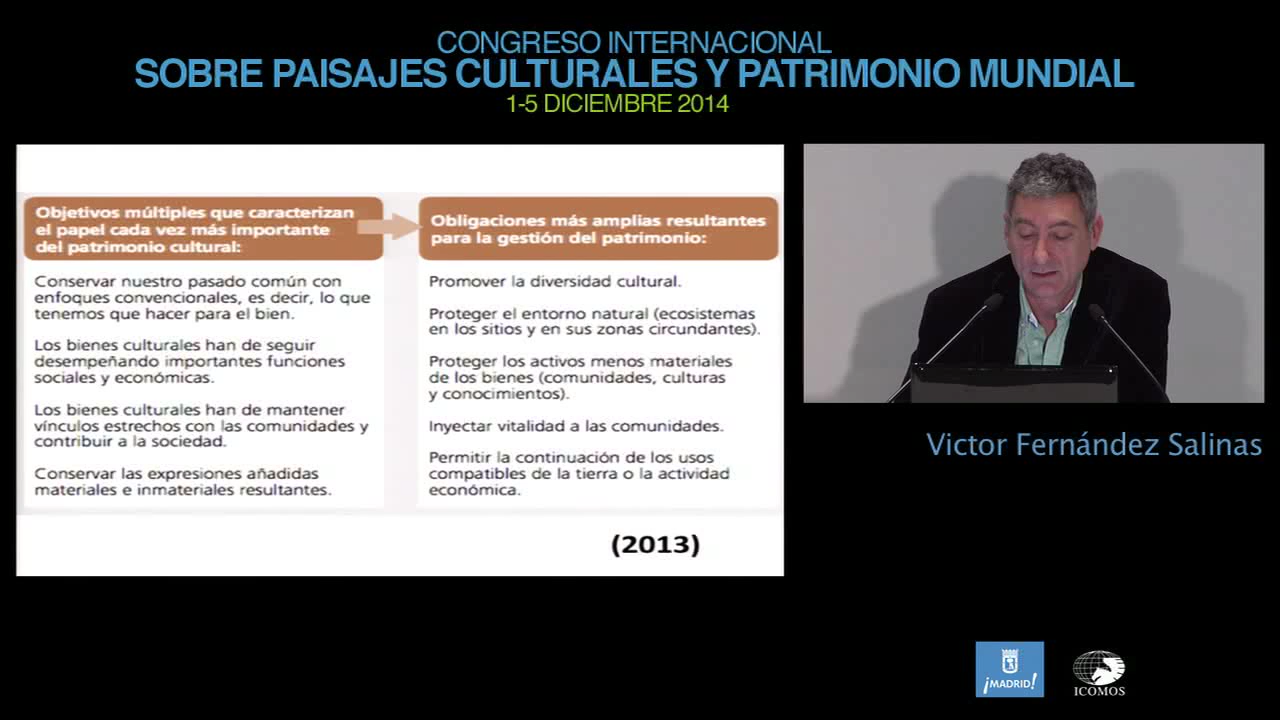 CONGRESO INTERNACIONAL
SOBRE PAISAJES CULTURALES Y PATRIMONIO MUNDIAL
1-5 DICIEMBRE 2014
Objetivos múltiples que caracterizan
el papel cada vez más importante
del patrimonio cultural:
Conservar nuestro pasado común con
enfoques convencionales, es decir, lo que
tenemos que hacer para el bien.
Los bienes culturales han de seguir
desempeñando importantes funciones
sociales y económicas.
Los bienes culturales han de mantener
vínculos estrechos con las comunidades y
contribuir a la sociedad.
Conservar las expresiones añadidas
materiales e inmateriales resultantes.
Obligaciones más amplias resultantes
para la gestión del patrimonio:
Promover la diversidad cultural.
Proteger el entorno natural (ecosistemas
en los sitios y en sus zonas circundantes).
Proteger los activos menos materiales
de los bienes (comunidades, culturas
y conocimientos).
Inyectar vitalidad a las comunidades.
Permitir la continuación de los usos
compatibles de la tierra o la actividad
económica.
(2013)
Victor Fernández Salinas
¡MADRID!
ICOMOS